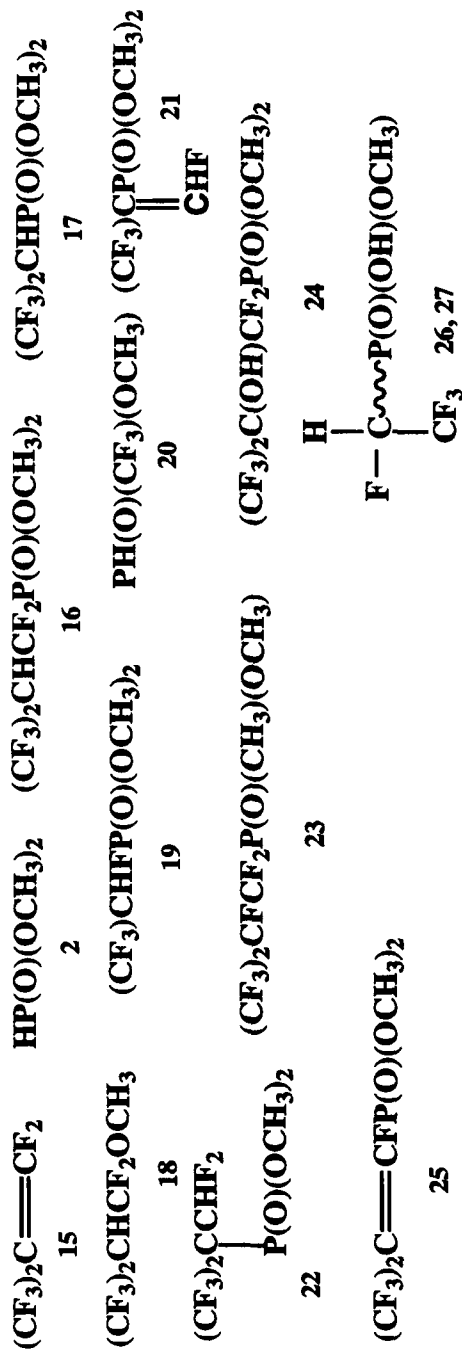 (CF₃)₂C=CF₂ HP(O)(OCH₃)₂ (CF₃)₂CHCF₂P(O)(OCH₃)₂ (CF₃)₂CHP(O)(OCH₃)₂
15 2 16 17
(CF₃)₂CHCF₂OCH₃ (CF₃)CHFP(O)(OCH₃)₂ PH(O)(CF₃)(OCH₃) (CF₃)CP(O)(OCH₃)₂
18 19 20 21
CHF
(CF₃)₂CCHF₂
P(O)(OCH₃)₂
22
(CF₃)₂CFCF₂P(O)(CH₃)(OCH₃)
23
(CF₃)₂C(OH)CF₂P(O)(OCH₃)₂
24
(CF₃)₂C=CFP(O)(OCH₃)₂
25
H
F—C P(O)(OH)(OCH₃)
CF₃
26, 27